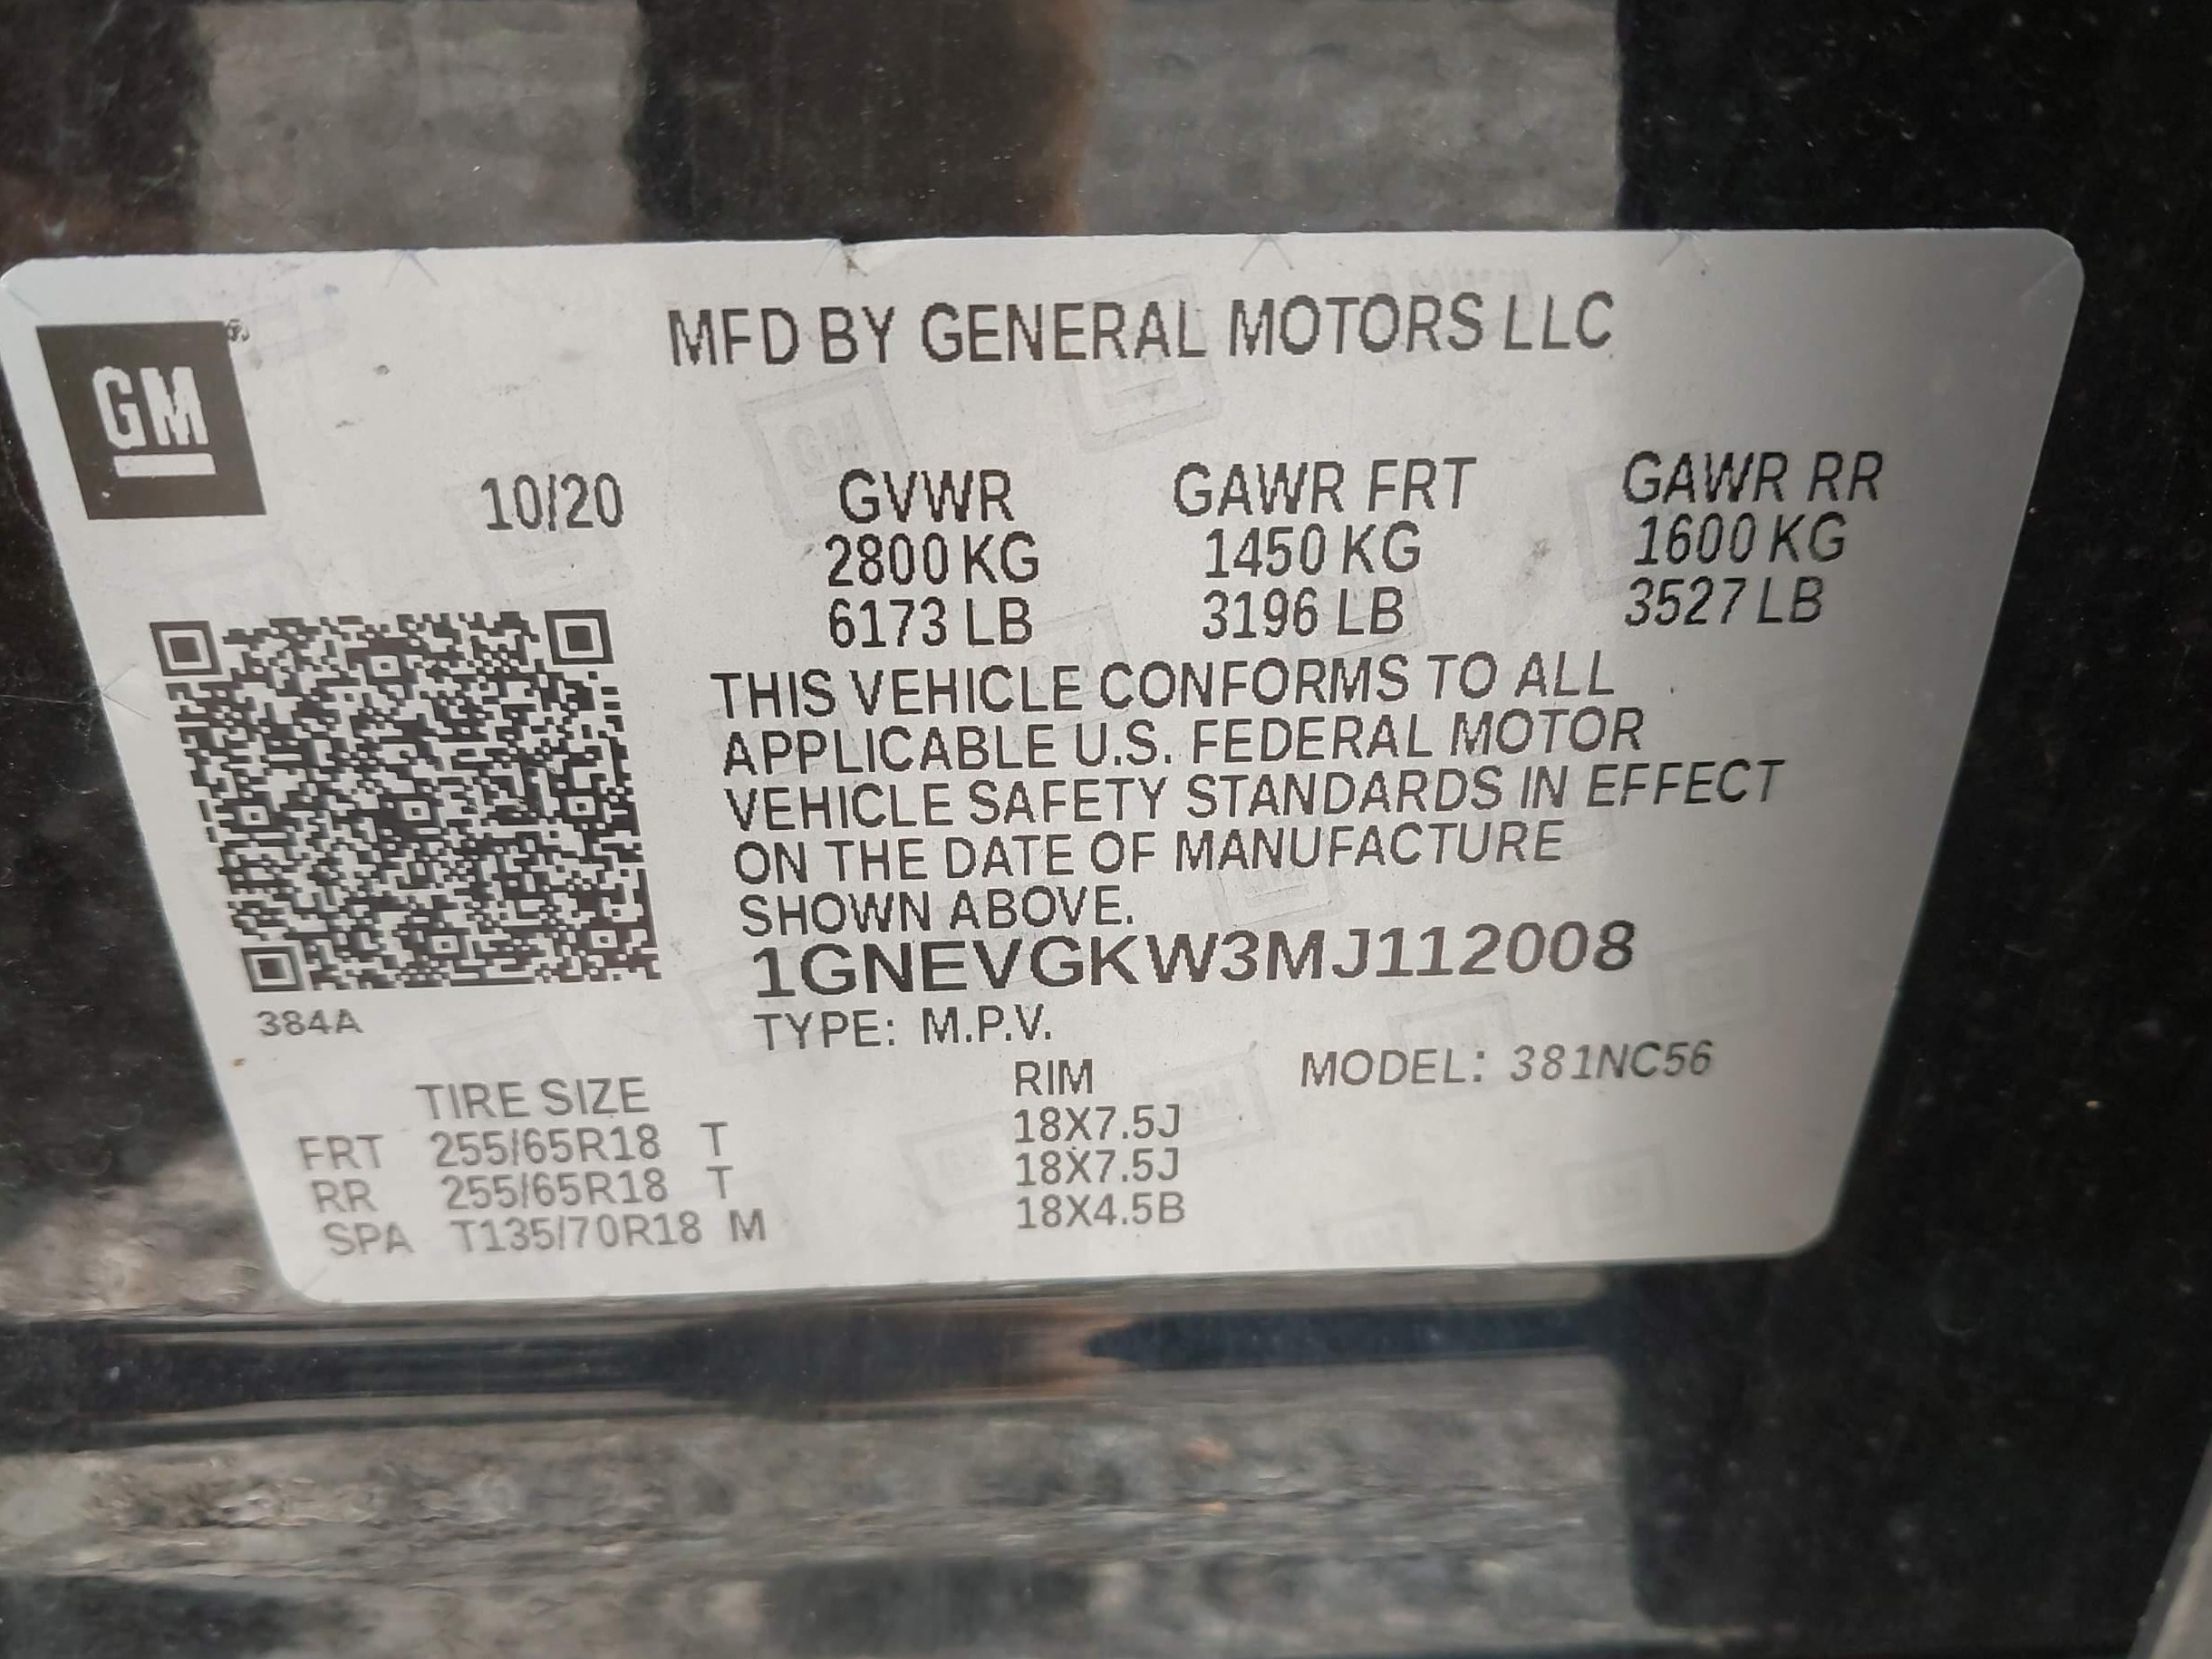 MFD BY GENERAL MOTORS LLC
GM ®
10/20 GVWR GAWR FRT GAWR RR
2800 KG 1450 KG 1600 KG
6173 LB 3196 LB 3527 LB
THIS VEHICLE CONFORMS TO ALL
APPLICABLE U.S. FEDERAL MOTOR
VEHICLE SAFETY STANDARDS IN EFFECT
ON THE DATE OF MANUFACTURE
SHOWN ABOVE.
1GNEVGKW3MJ112008
384A
TYPE: M.P.V.
TIRE SIZE RIM MODEL: 381NC56
FRT 255/65R18 T 18X7.5J
RR 255/65R18 T 18X7.5J
SPA T135/70R18 M 18X4.5B